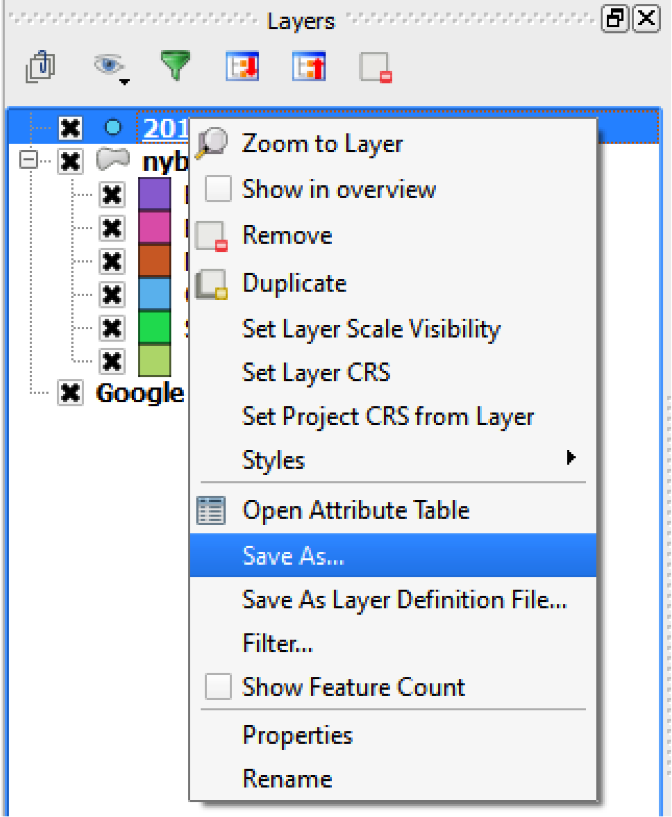 Layers
201
Zoom to Layer
nyb
Show in overview
Remove
Duplicate
Set Layer Scale Visibility
Set Layer CRS
Google
Set Project CRS from Layer
Styles
Open Attribute Table
Save As...
Save As Layer Definition File...
Filter...
Show Feature Count
Properties
Rename